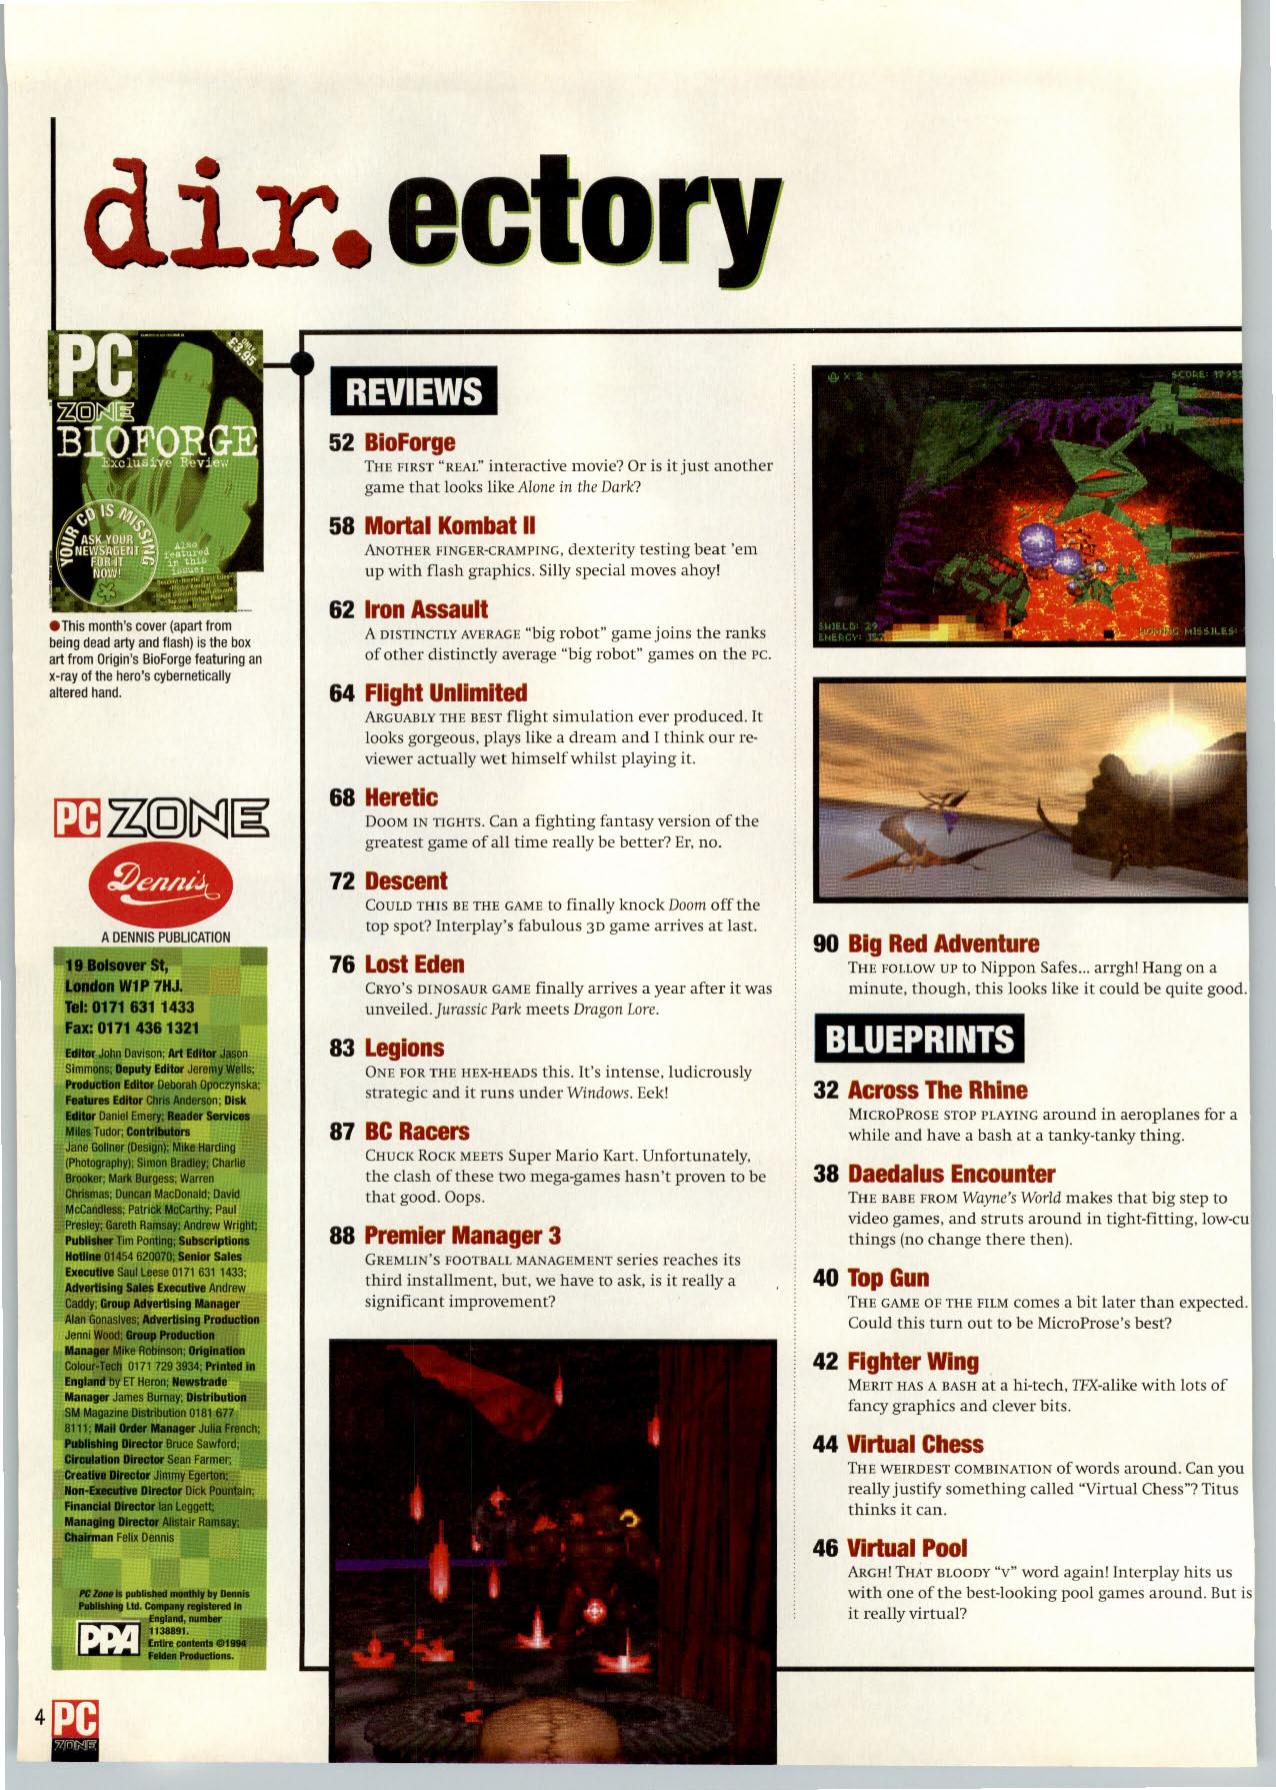 dir.ectory
PC
ZONE
ONLY
£3.95
BIOFORGE
Exclusive Review
YOUR CD IS MISSING
ASK YOUR
NEWSAGENT
FOR IT
NOW!
Also
featured
in this
issue:
●This month's cover (apart from
being dead arty and flash) is the box
art from Origin's BioForge featuring an
x-ray of the hero's cybernetically
altered hand.
PC ZONE
Dennis
A DENNIS PUBLICATION
19 Bolsover St,
London W1P 7HJ.
Tel: 0171 631 1433
Fax: 0171 436 1321
Editor John Davison; Art Editor Jason
Simmons; Deputy Editor Jeremy Wells;
Production Editor Deborah Opoczynska;
Features Editor Chris Anderson; Disk
Editor Daniel Emery; Reader Services
Miles Tudor; Contributors
Jane Gollner (Design); Mike Harding
(Photography); Simon Bradley; Charlie
Brooker; Mark Burgess; Warren
Chrismas; Duncan MacDonald; David
McCandless; Patrick McCarthy; Paul
Presley; Gareth Ramsay; Andrew Wright;
Publisher Tim Ponting; Subscriptions
Hotline 01454 620070; Senior Sales
Executive Saul Leese 0171 631 1433;
Advertising Sales Executive Andrew
Caddy; Group Advertising Manager
Alan Gonaslves; Advertising Production
Jenni Wood; Group Production
Manager Mike Robinson; Origination
Colour-Tech 0171 729 3934; Printed in
England by ET Heron; Newstrade
Manager James Burnay; Distribution
SM Magazine Distribution 0181 677
8111; Mail Order Manager Julia French;
Publishing Director Bruce Sawford;
Circulation Director Sean Farmer;
Creative Director Jimmy Egerton;
Non-Executive Director Dick Pountain;
Financial Director Ian Leggett;
Managing Director Alistair Ramsay;
Chairman Felix Dennis
PC Zone is published monthly by Dennis
Publishing Ltd. Company registered in
England, number
1138891.
Entire contents ©1994
Felden Productions.
PPA
REVIEWS
52 BioForge
THE FIRST "REAL" interactive movie? Or is it just another
game that looks like Alone in the Dark?
58 Mortal Kombat II
ANOTHER FINGER-CRAMPING, dexterity testing beat 'em
up with flash graphics. Silly special moves ahoy!
62 Iron Assault
A DISTINCTLY AVERAGE "big robot" game joins the ranks
of other distinctly average "big robot" games on the PC.
64 Flight Unlimited
ARGUABLY THE BEST flight simulation ever produced. It
looks gorgeous, plays like a dream and I think our re-
viewer actually wet himself whilst playing it.
68 Heretic
DOOM IN TIGHTS. Can a fighting fantasy version of the
greatest game of all time really be better? Er, no.
72 Descent
COULD THIS BE THE GAME to finally knock Doom off the
top spot? Interplay's fabulous 3D game arrives at last.
76 Lost Eden
CRYO'S DINOSAUR GAME finally arrives a year after it was
unveiled. Jurassic Park meets Dragon Lore.
83 Legions
ONE FOR THE HEX-HEADS this. It's intense, ludicrously
strategic and it runs under Windows. Eek!
87 BC Racers
CHUCK ROCK MEETS Super Mario Kart. Unfortunately,
the clash of these two mega-games hasn't proven to be
that good. Oops.
88 Premier Manager 3
GREMLIN'S FOOTBALL MANAGEMENT series reaches its
third installment, but, we have to ask, is it really a
significant improvement?
X 2
SHIELD: 29
HOMING MISSILES:
90 Big Red Adventure
THE FOLLOW UP to Nippon Safes... arrgh! Hang on a
minute, though, this looks like it could be quite good.
BLUEPRINTS
32 Across The Rhine
MICROPROSE STOP PLAYING around in aeroplanes for a
while and have a bash at a tanky-tanky thing.
38 Daedalus Encounter
THE BABE FROM Wayne's World makes that big step to
video games, and struts around in tight-fitting, low-cu
things (no change there then).
40 Top Gun
THE GAME OF THE FILM comes a bit later than expected.
Could this turn out to be MicroProse's best?
42 Fighter Wing
MERIT HAS A BASH at a hi-tech, TFX-alike with lots of
fancy graphics and clever bits.
44 Virtual Chess
THE WEIRDEST COMBINATION of words around. Can you
really justify something called "Virtual Chess"? Titus
thinks it can.
46 Virtual Pool
ARGH! THAT BLOODY "V" word again! Interplay hits us
with one of the best-looking pool games around. But is
it really virtual?
4 PC
ZONE